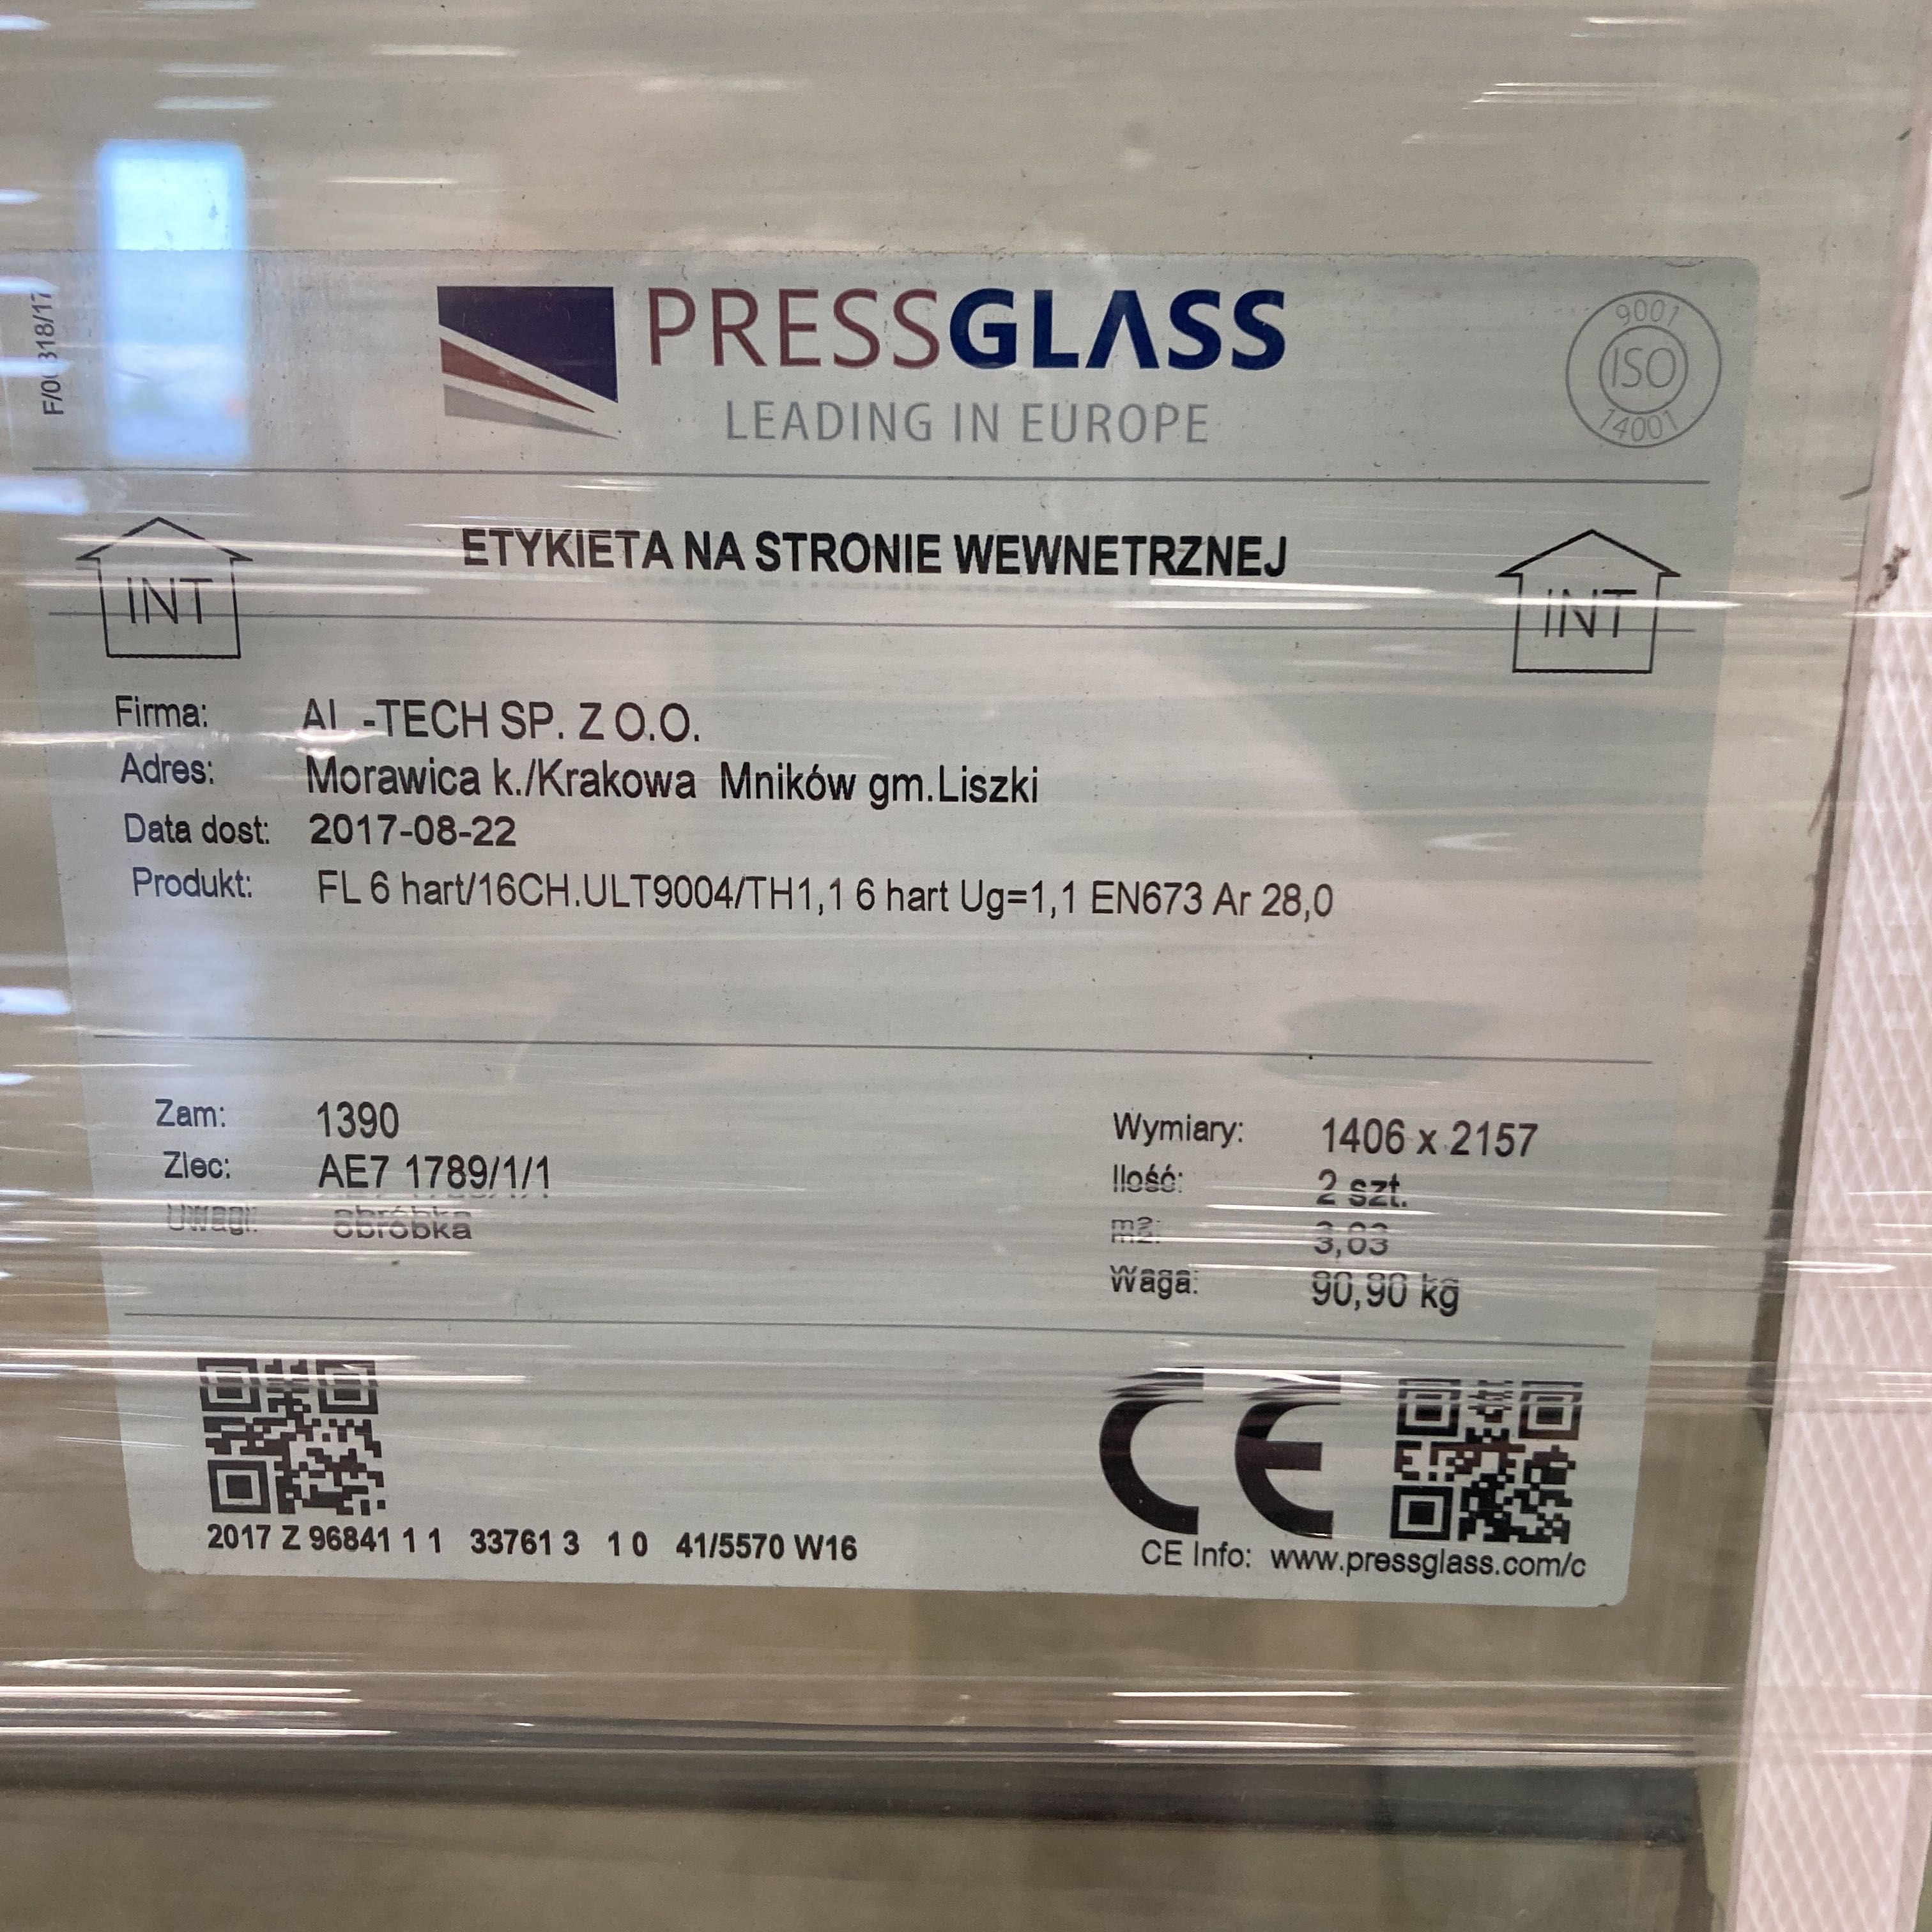 F/00318/17
PRESSGLASS
LEADING IN EUROPE
9001
ISO
14001
INT
ETYKIETA NA STRONIE WEWNETRZNEJ
INT
Firma: -TECH SP. Z O.O.
Adres: Morawica k./Krakowa Mników gm.Liszki
Data dost: 2017-08-22
Produkt: FL 6 hart/16CH.ULT9004/TH1,1 6 hart Ug=1,1 EN673 Ar 28,0
Zam: 1390
Zlec: AE7 1789/1/1
Uwagi: obróbka
Wymiary: 1406 x 2157
Ilość: 2 szt.
m2: 3,03
Waga: 90,90 kg
CE
2017 Z 96841 1 1 33761 3 1 0 41/5570 W16
CE Info: www.pressglass.com/c